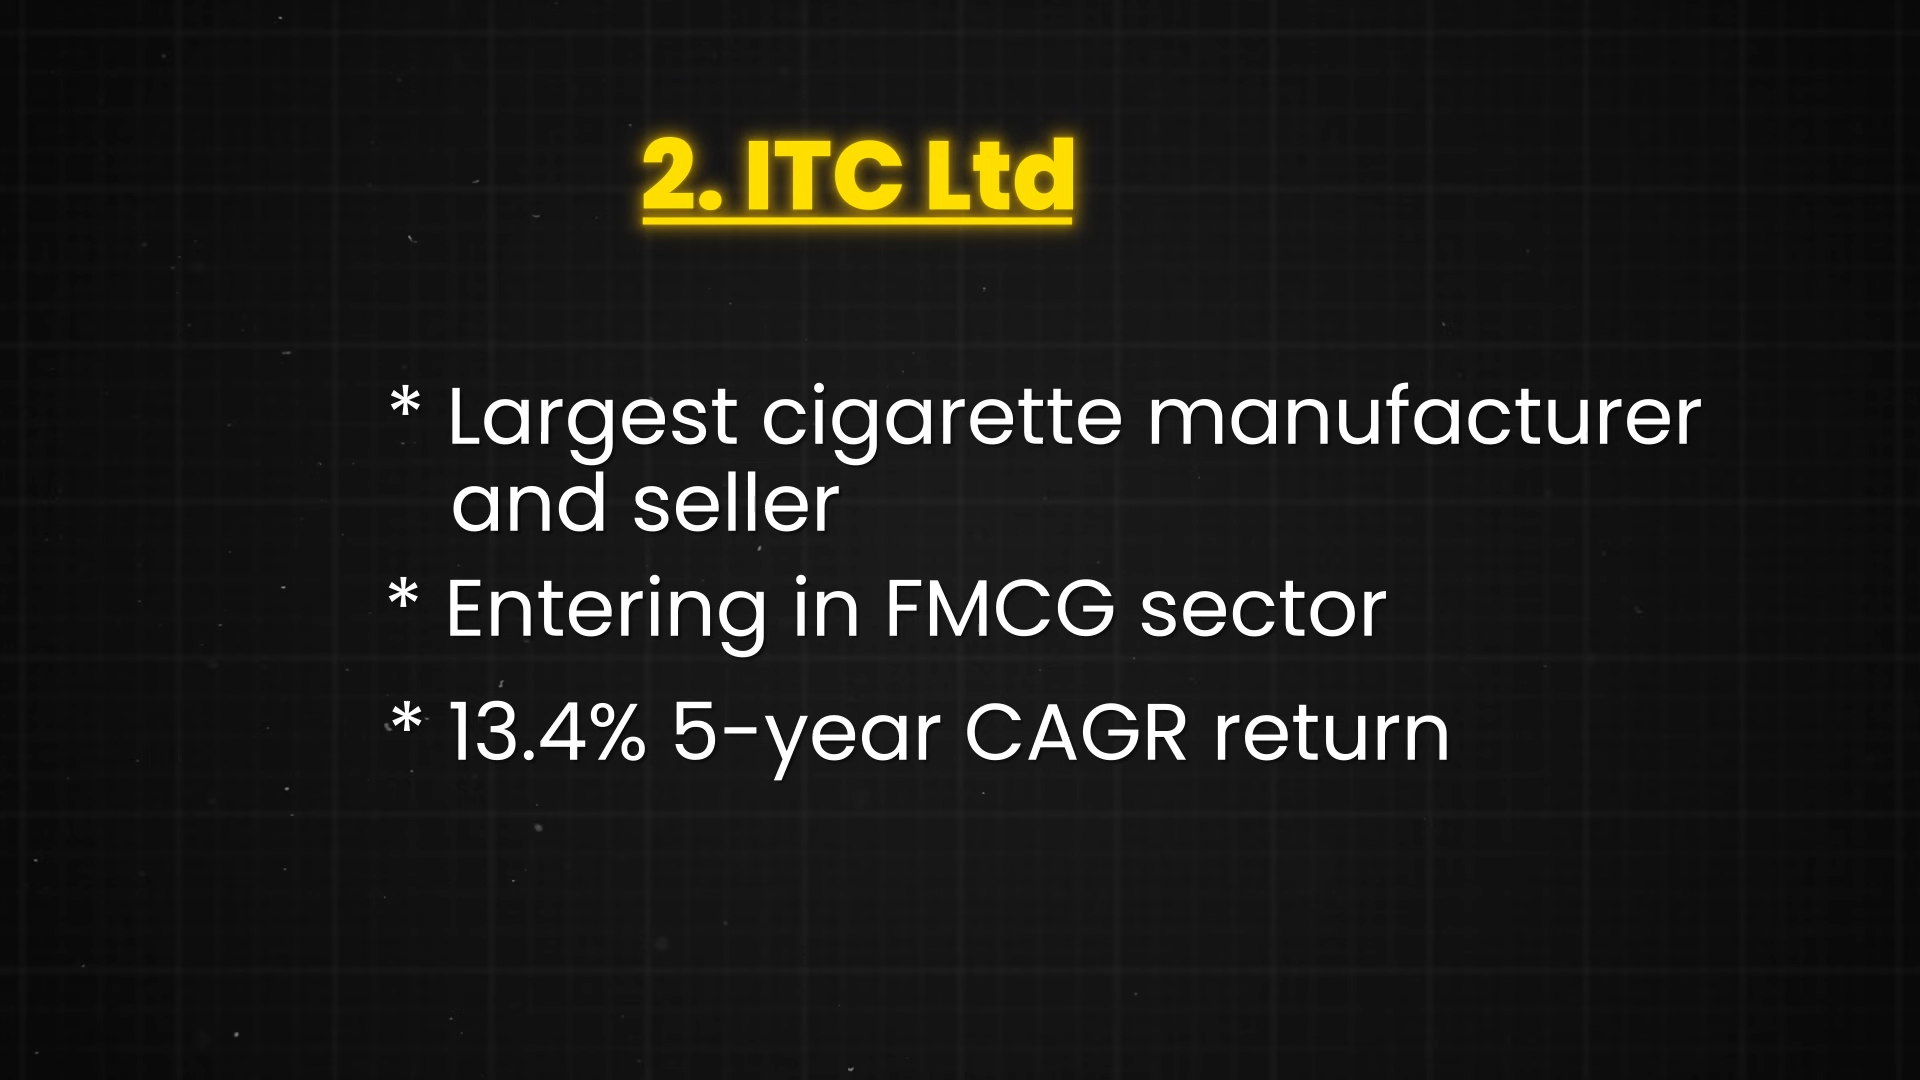 2. ITC Ltd
* Largest cigarette manufacturer
and seller
* Entering in FMCG sector
* 13.4% 5-year CAGR return